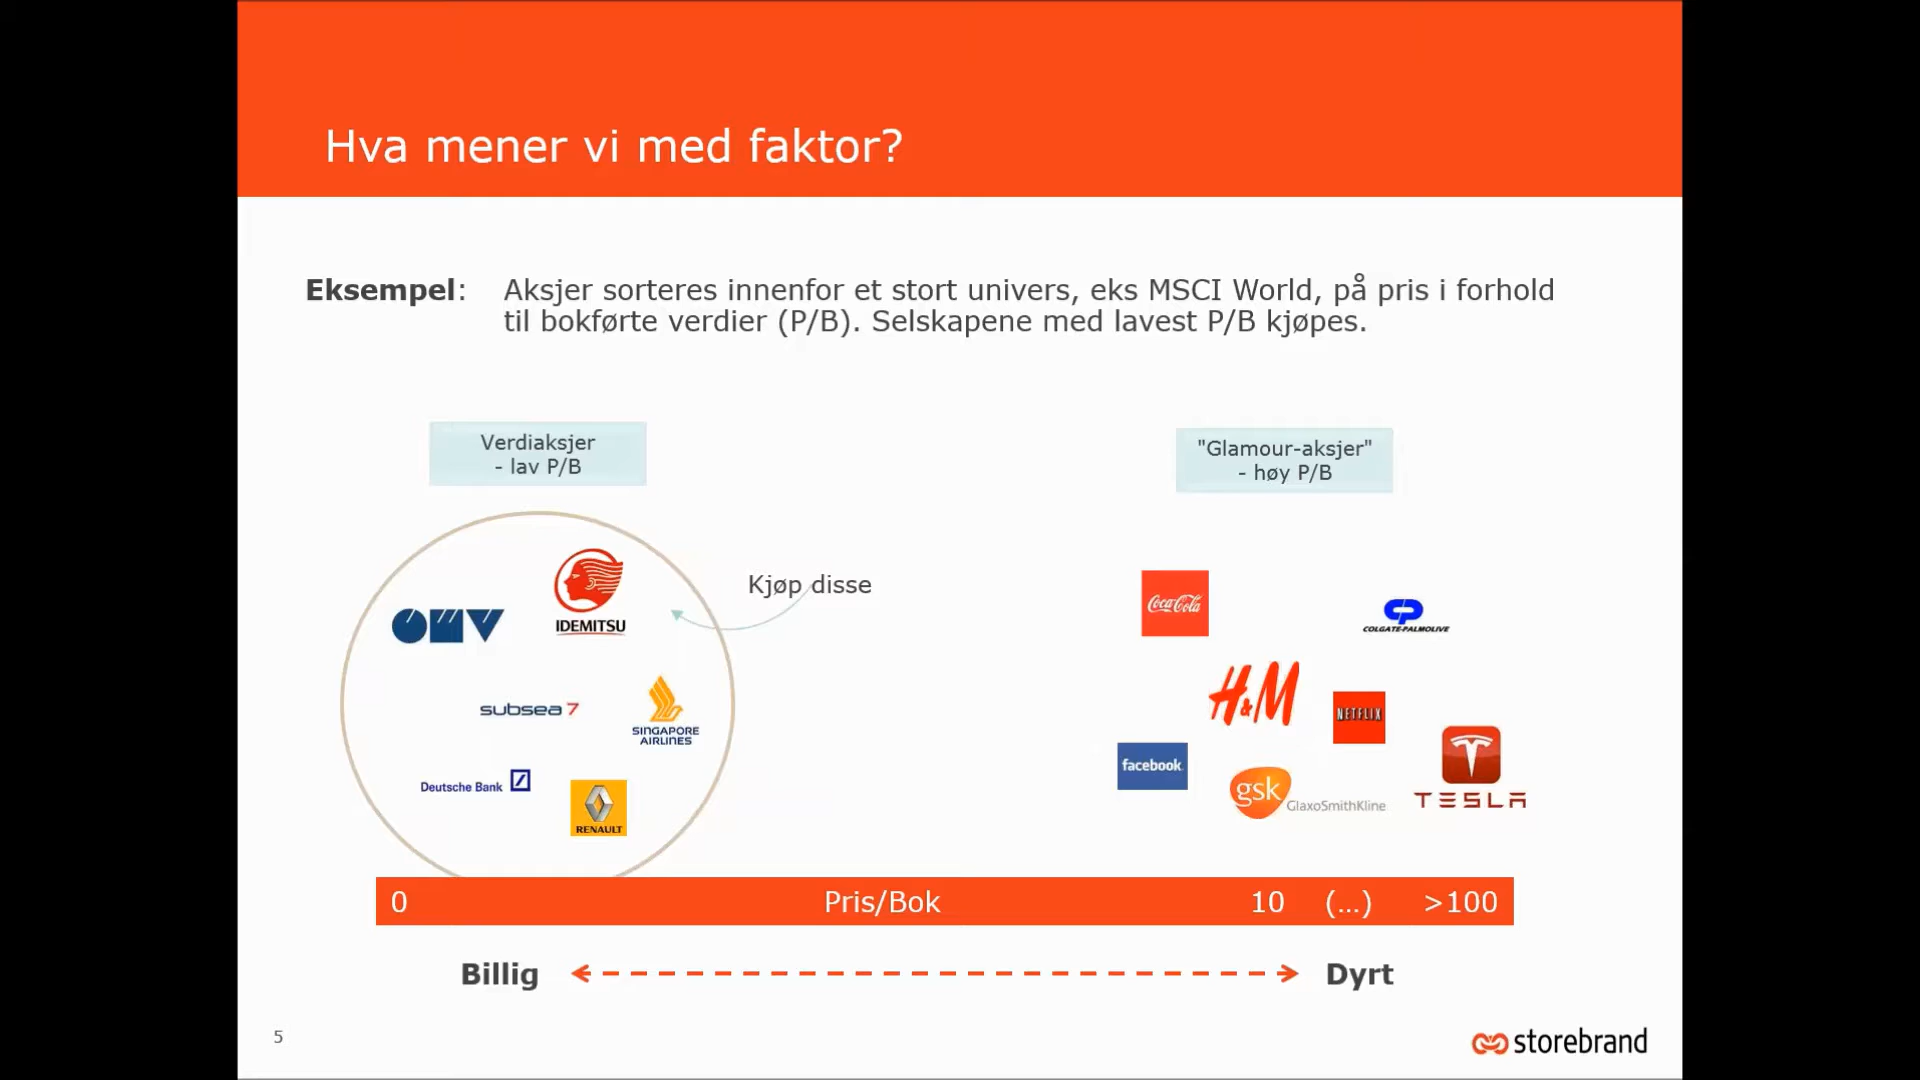 Hva mener vi med faktor?
Eksempel: Aksjer sorteres innenfor et stort univers, eks MSCI World, på pris i forhold
til bokførte verdier (P/B). Selskapene med lavest P/B kjøpes.
Verdiaksjer
- lav P/B
"Glamour-aksjer"
- høy P/B
Kjøp disse
OMV
IDEMITSU
subsea 7
SINGAPORE
AIRLINES
Deutsche Bank
RENAULT
Coca-Cola
CP
COLGATE-PALMOLIVE
H&M
NETFLIX
facebook
gsk GlaxoSmithKline
TESLA
0 Pris/Bok 10 (...) >100
Billig Dyrt
5
storebrand